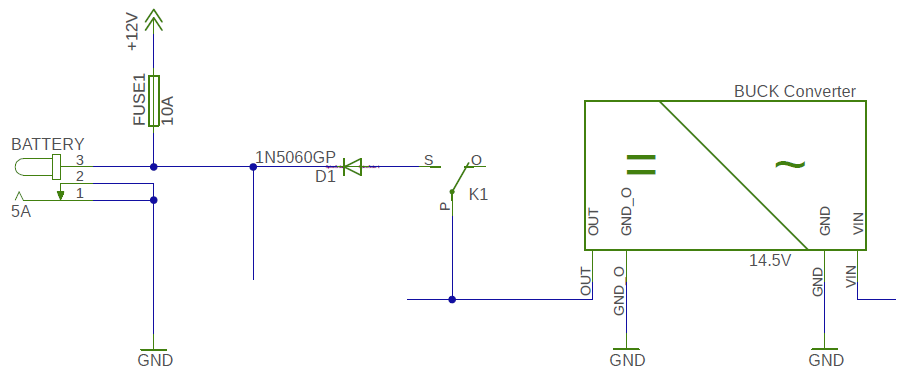 +12V
FUSE1
10A
BATTERY
3
2
1
5A
GND
1N5060GP
D1
S
O
P
K1
BUCK Converter
=
~
OUT
GND_O
GND
VIN
14.5V
OUT
GND_O
GND
VIN
GND
GND